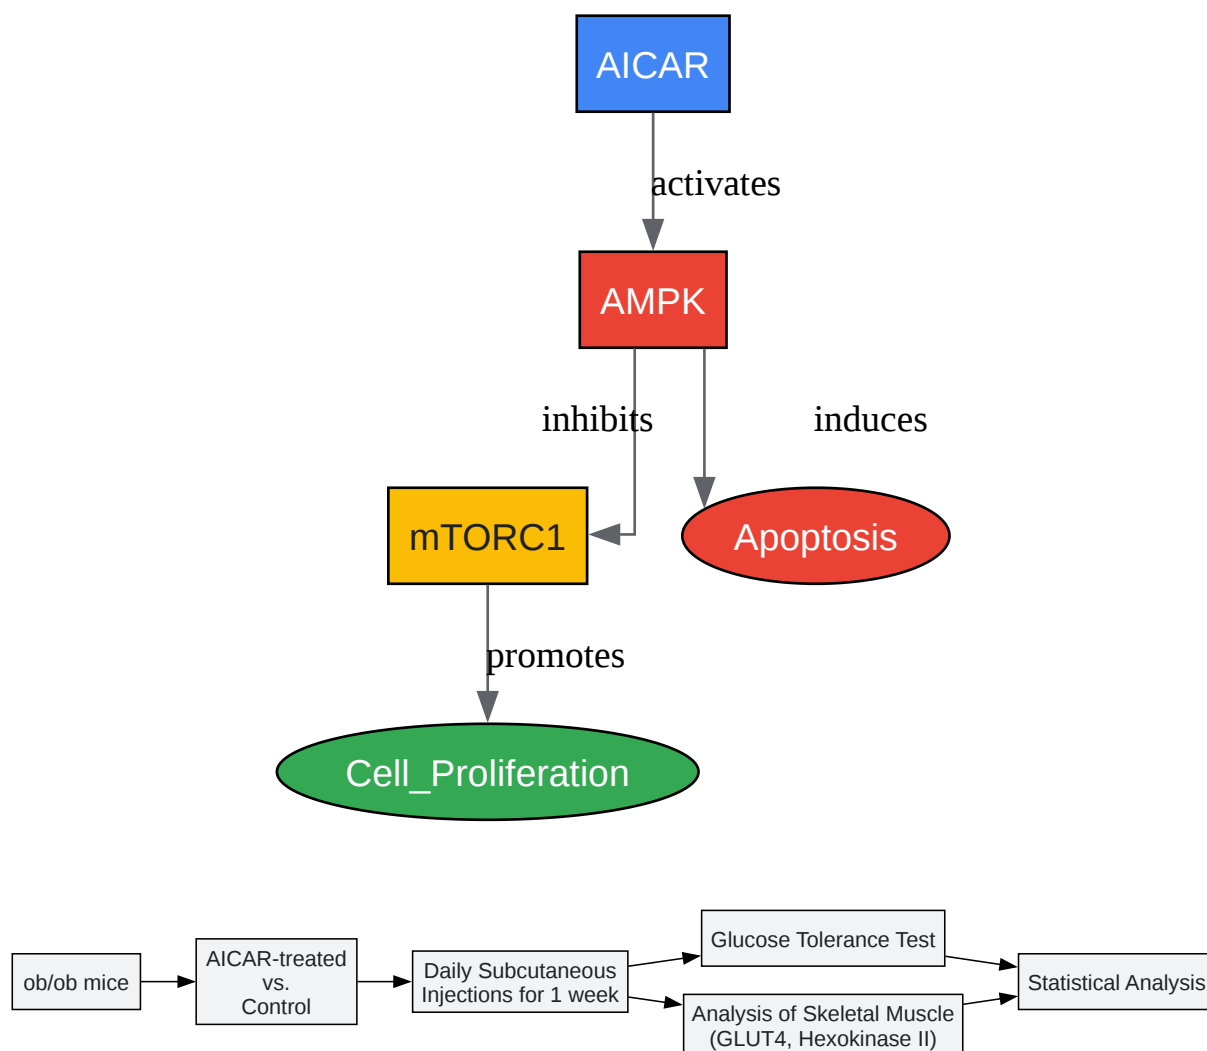 AICAR
activates
AMPK
inhibits
induces
mTORC1
Apoptosis
promotes
Cell_Proliferation
ob/ob mice
AICAR-treated
vs.
Control
Daily Subcutaneous
Injections for 1 week
Glucose Tolerance Test
Analysis of Skeletal Muscle
(GLUT4, Hexokinase II)
Statistical Analysis